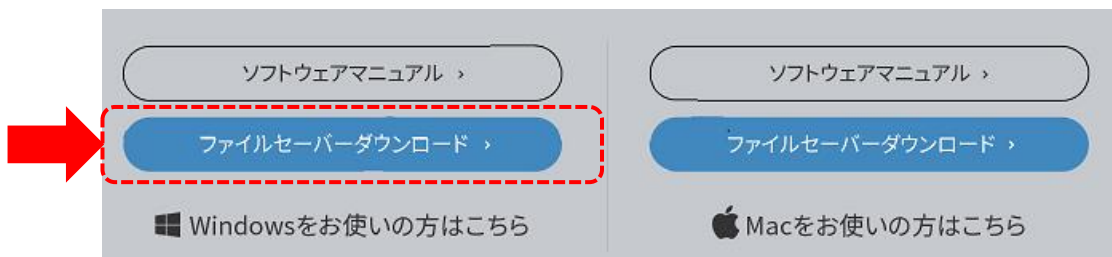 ソフトウェアマニュアル ›
ファイルセーバーダウンロード ›
Windowsをお使いの方はこちら
ソフトウェアマニュアル ›
ファイルセーバーダウンロード ›
Macをお使いの方はこちら